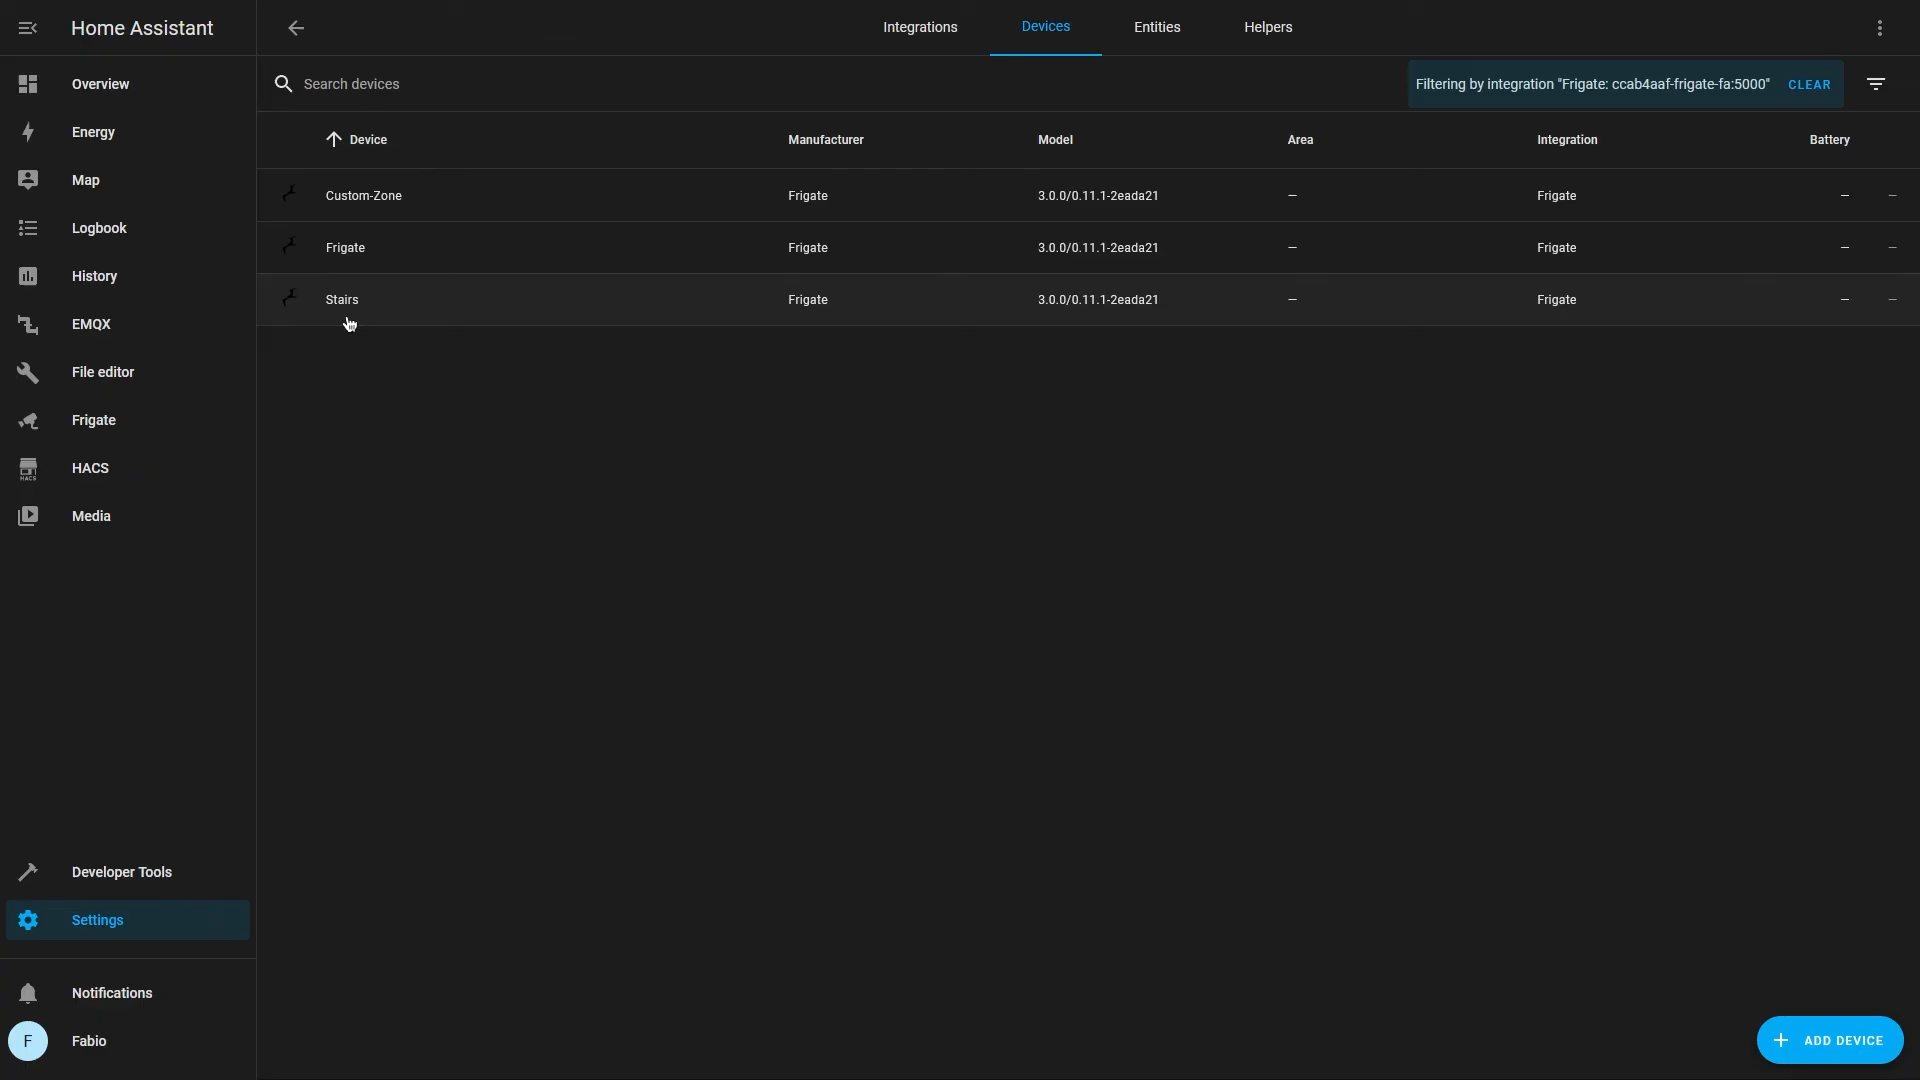 Home Assistant
Integrations
Devices
Entities
Helpers
Overview
Energy
Map
Logbook
History
EMQX
File editor
Frigate
HACS
HACS
Media
Developer Tools
Settings
Notifications
F
Fabio
Search devices
Filtering by integration "Frigate: ccab4aaf-frigate-fa:5000" CLEAR
Device Manufacturer Model Area Integration Battery
Custom-Zone Frigate 3.0.0/0.11.1-2eada21 — Frigate — —
Frigate Frigate 3.0.0/0.11.1-2eada21 — Frigate — —
Stairs Frigate 3.0.0/0.11.1-2eada21 — Frigate — —
ADD DEVICE